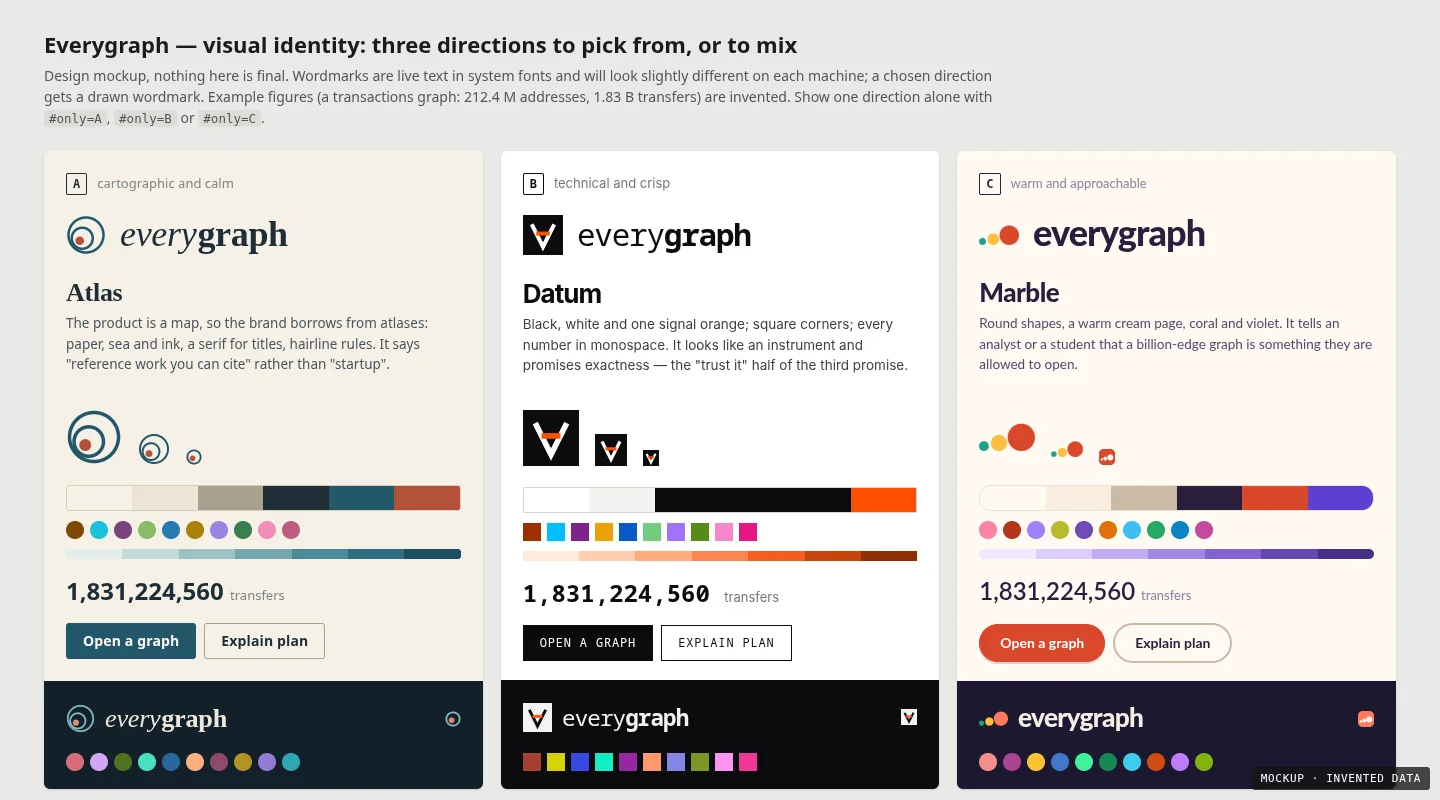 Everygraph — visual identity: three directions to pick from, or to mix
Design mockup, nothing here is final. Wordmarks are live text in system fonts and will look slightly different on each machine; a chosen direction
gets a drawn wordmark. Example figures (a transactions graph: 212.4 M addresses, 1.83 B transfers) are invented. Show one direction alone with
#only=A, #only=B or #only=C.
A cartographic and calm
everygraph
Atlas
The product is a map, so the brand borrows from atlases:
paper, sea and ink, a serif for titles, hairline rules. It says
"reference work you can cite" rather than "startup".
1,831,224,560 transfers
Open a graph
Explain plan
everygraph
B technical and crisp
everygraph
Datum
Black, white and one signal orange; square corners; every
number in monospace. It looks like an instrument and
promises exactness — the "trust it" half of the third promise.
1,831,224,560 transfers
OPEN A GRAPH
EXPLAIN PLAN
everygraph
C warm and approachable
everygraph
Marble
Round shapes, a warm cream page, coral and violet. It tells an
analyst or a student that a billion-edge graph is something they are
allowed to open.
1,831,224,560 transfers
Open a graph
Explain plan
everygraph
MOCKUP · INVENTED DATA